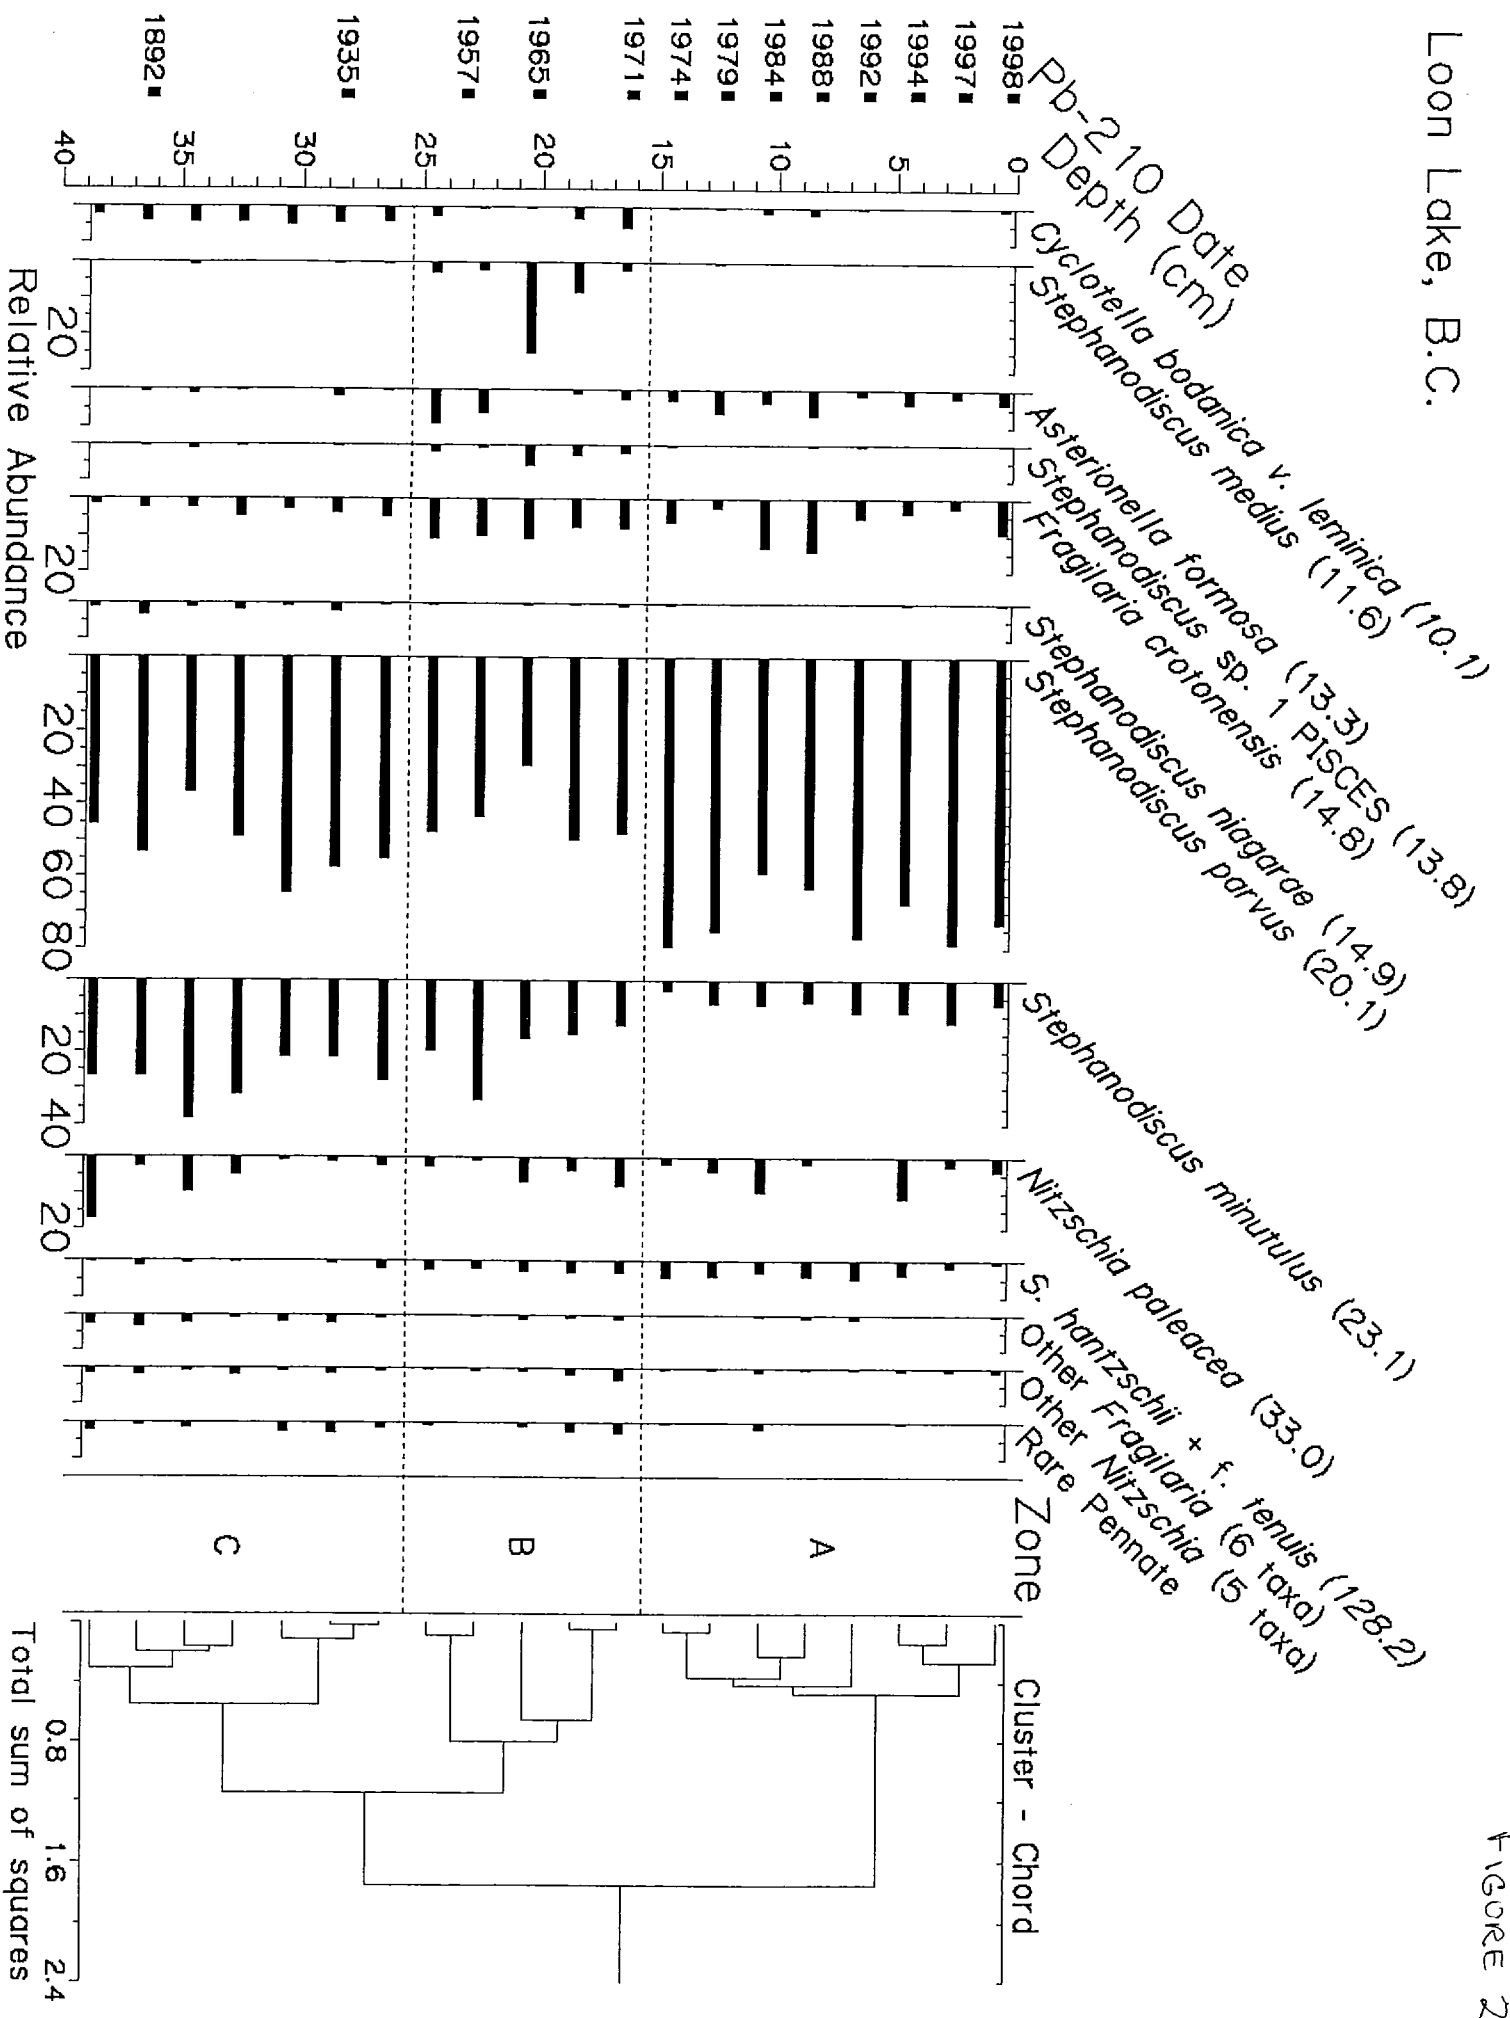 Loon Lake, B.C.
FIGURE 2
Pb-210 Date
Depth (cm)
Cyclotella bodanica v. leminica (10.1)
Stephanodiscus medius (11.6)
Asterionella formosa (13.3)
Stephanodiscus sp. 1 PISCES (13.8)
Fragilaria crotonensis (14.8)
Stephanodiscus niagarae (14.9)
Stephanodiscus parvus (20.1)
Stephanodiscus minutulus (23.1)
Nitzschia paleacea (33.0)
S. hantzschii + f. tenuis (128.2)
Other Fragilaria (6 taxa)
Other Nitzschia (5 taxa)
Rare Pennate
Zone
Cluster - Chord
1998
1997
1994
1992
1988
1984
1979
1974
1971
1965
1957
1935
1892
0
5
10
15
20
25
30
35
40
A
B
C
20
20
20 40 60 80
20 40
20
0.8 1.6 2.4
Relative Abundance
Total sum of squares